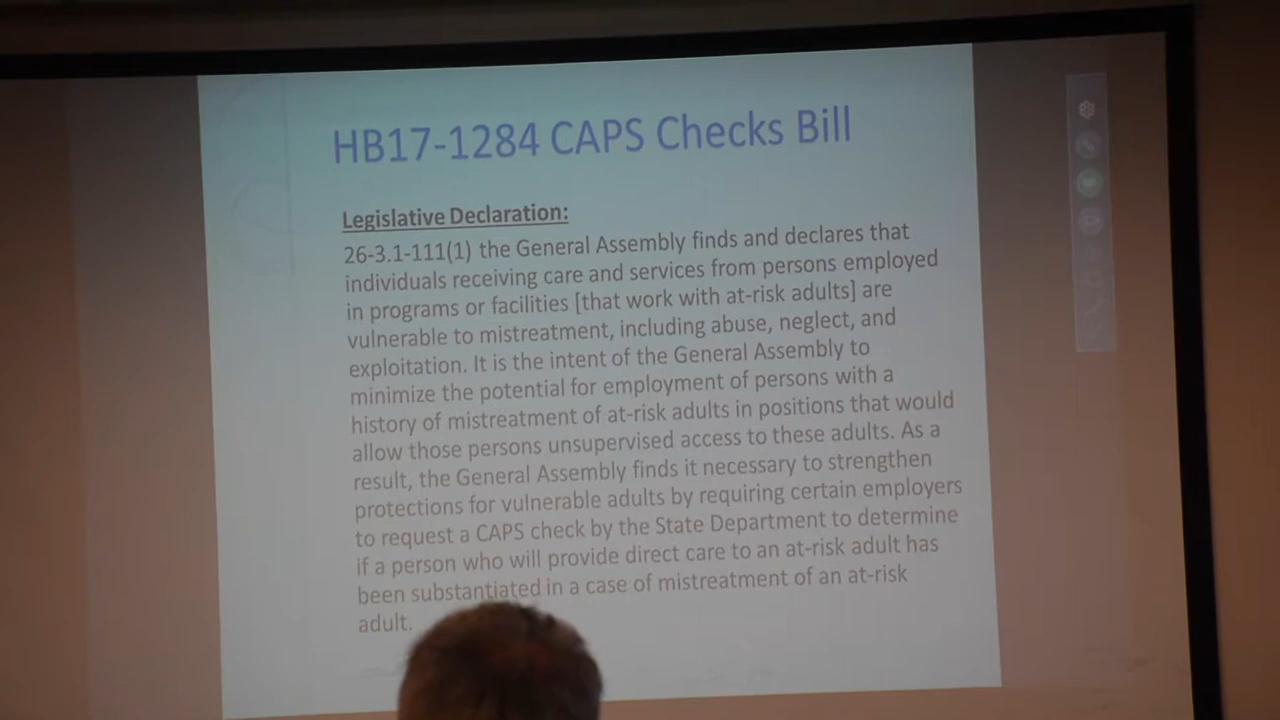 HB17-1284 CAPS Checks Bill
Legislative Declaration:
26-3.1-111(1) the General Assembly finds and declares that
individuals receiving care and services from persons employed
in programs or facilities [that work with at-risk adults] are
vulnerable to mistreatment, including abuse, neglect, and
exploitation. It is the intent of the General Assembly to
minimize the potential for employment of persons with a
history of mistreatment of at-risk adults in positions that would
allow those persons unsupervised access to these adults. As a
result, the General Assembly finds it necessary to strengthen
protections for vulnerable adults by requiring certain employers
to request a CAPS check by the State Department to determine
if a person who will provide direct care to an at-risk adult has
been substantiated in a case of mistreatment of an at-risk
adult.